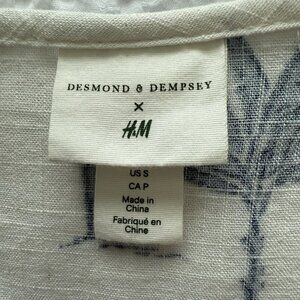 DESMOND & DEMPSEY
×
H&M
US S
CA P
Made in
China
Fabriqué en
Chine